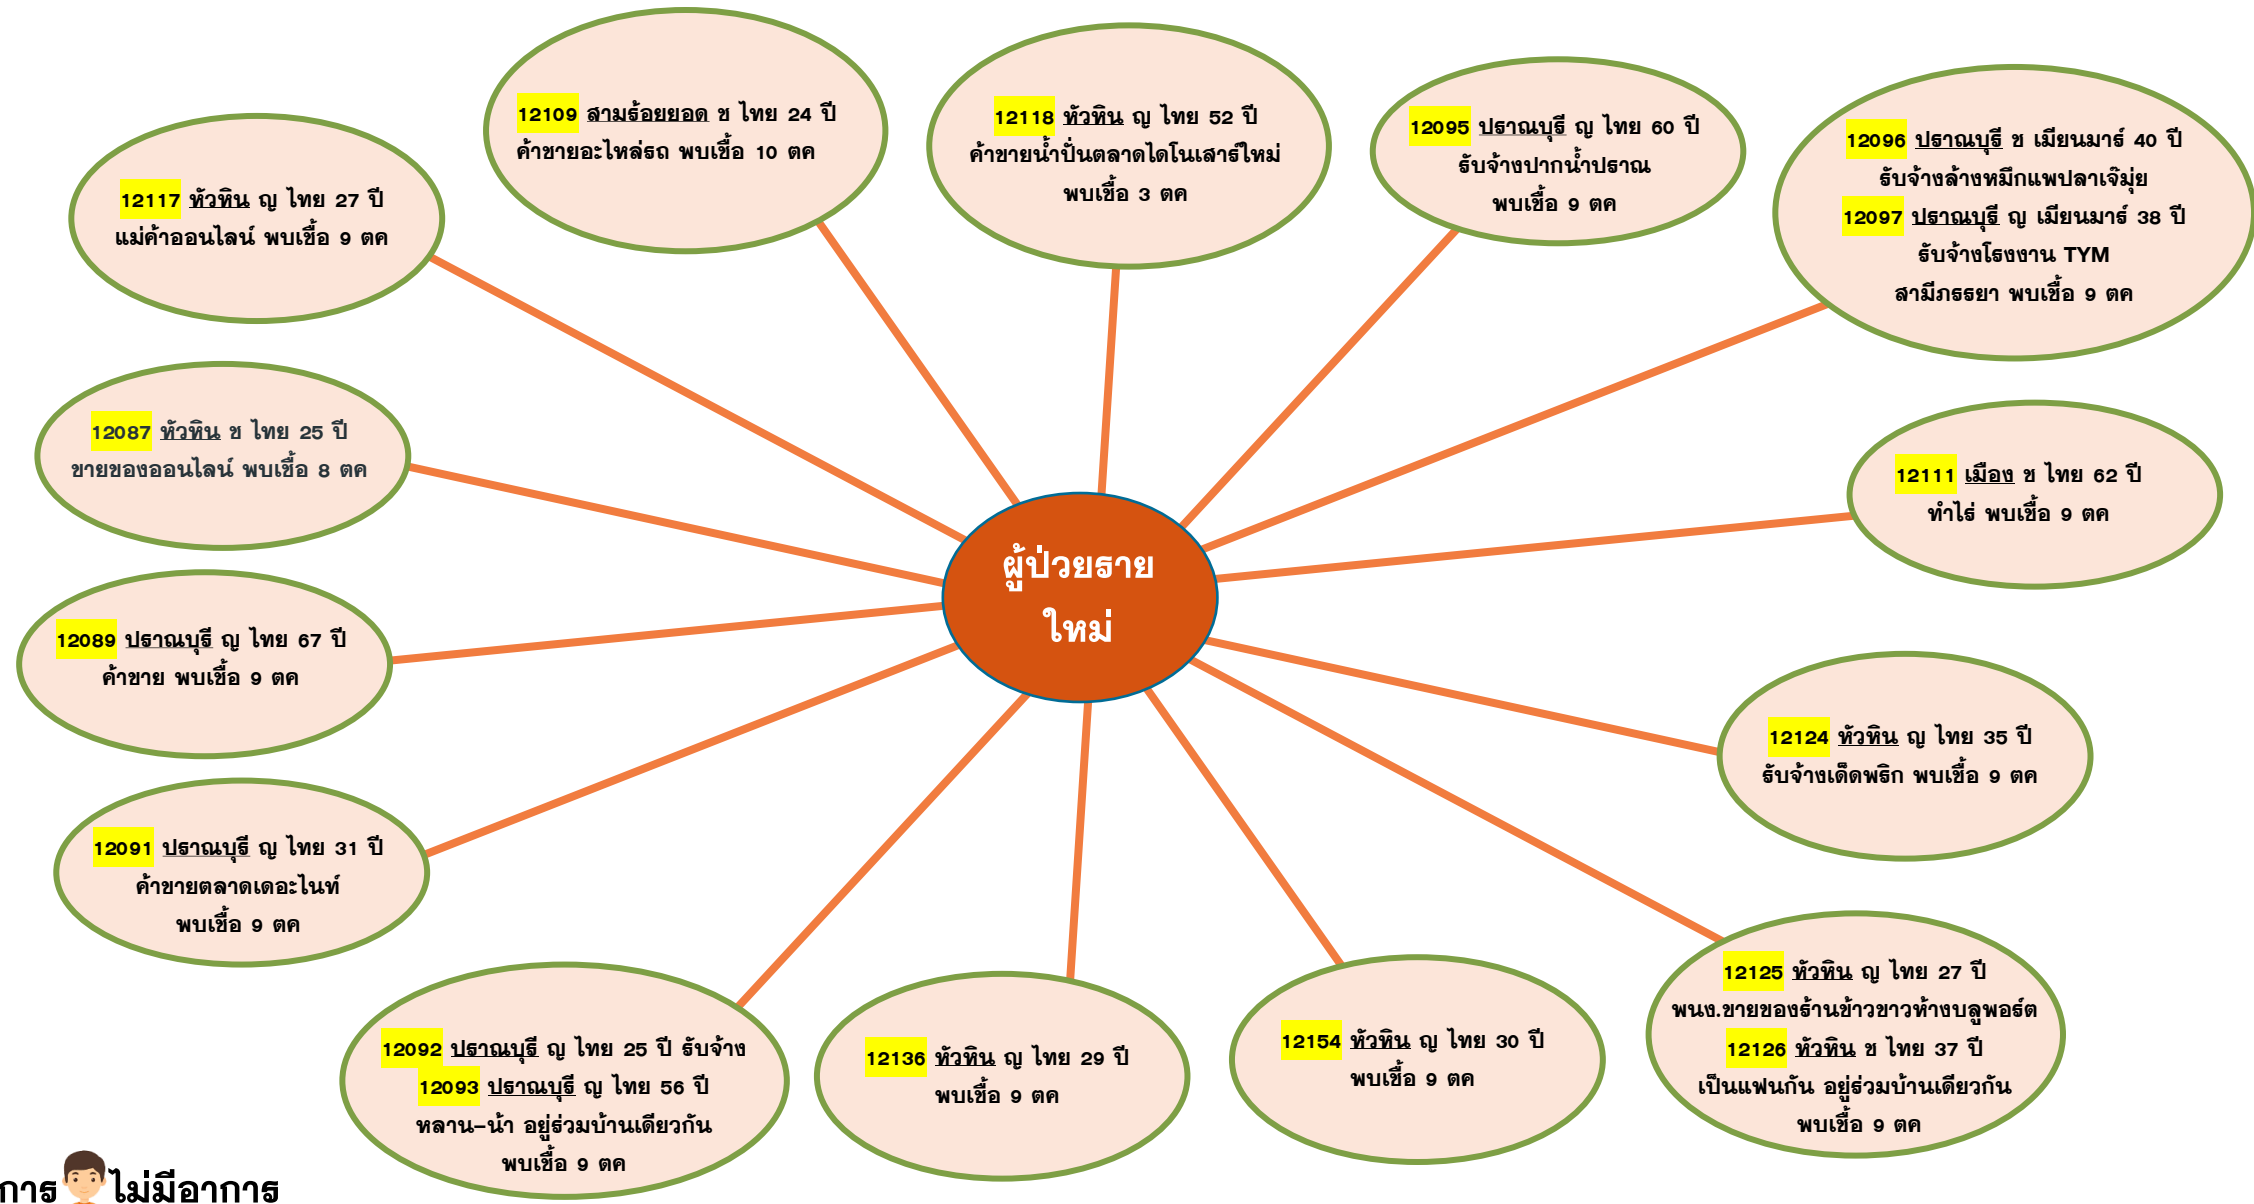 12109 สามร้อยยอด ช ไทย 24 ปี
ค้าขายอะไหล่รถ พบเชื้อ 10 ตค
12118 หัวหิน ญ ไทย 52 ปี
ค้าขายน้ำปั่นตลาดไดโนเสาร์ใหม่
พบเชื้อ 3 ตค
12095 ปราณบุรี ญ ไทย 60 ปี
รับจ้างปากน้ำปราณ
พบเชื้อ 9 ตค
12096 ปราณบุรี ช เมียนมาร์ 40 ปี
รับจ้างล้างหมึกแพปลาเจ๊มุ่ย
12097 ปราณบุรี ญ เมียนมาร์ 38 ปี
รับจ้างโรงงาน TYM
สามีภรรยา พบเชื้อ 9 ตค
12117 หัวหิน ญ ไทย 27 ปี
แม่ค้าออนไลน์ พบเชื้อ 9 ตค
12087 หัวหิน ช ไทย 25 ปี
ขายของออนไลน์ พบเชื้อ 8 ตค
12111 เมือง ช ไทย 62 ปี
ทำไร่ พบเชื้อ 9 ตค
ผู้ป่วยราย
ใหม่
12089 ปราณบุรี ญ ไทย 67 ปี
ค้าขาย พบเชื้อ 9 ตค
12124 หัวหิน ญ ไทย 35 ปี
รับจ้างเด็ดพริก พบเชื้อ 9 ตค
12091 ปราณบุรี ญ ไทย 31 ปี
ค้าขายตลาดเดอะไนท์
พบเชื้อ 9 ตค
12092 ปราณบุรี ญ ไทย 25 ปี รับจ้าง
12093 ปราณบุรี ญ ไทย 56 ปี
หลาน-น้า อยู่ร่วมบ้านเดียวกัน
พบเชื้อ 9 ตค
12136 หัวหิน ญ ไทย 29 ปี
พบเชื้อ 9 ตค
12154 หัวหิน ญ ไทย 30 ปี
พบเชื้อ 9 ตค
12125 หัวหิน ญ ไทย 27 ปี
พนง.ขายของร้านข้าวขาวห้างบลูพอร์ต
12126 หัวหิน ช ไทย 37 ปี
เป็นแฟนกัน อยู่ร่วมบ้านเดียวกัน
พบเชื้อ 9 ตค
การ ไม่มีอาการ